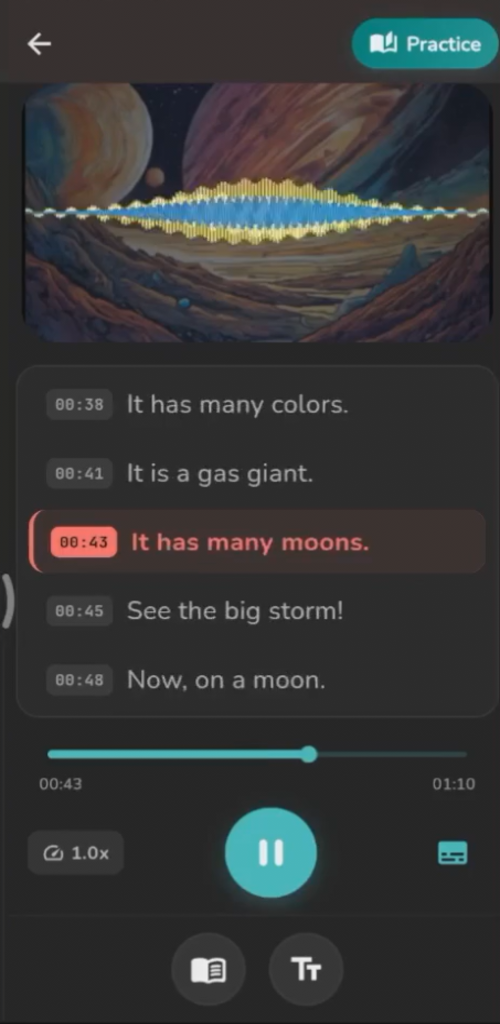 Practice
00:38 It has many colors.
00:41 It is a gas giant.
00:43 It has many moons.
00:45 See the big storm!
00:48 Now, on a moon.
00:43 01:10
1.0x
Tт